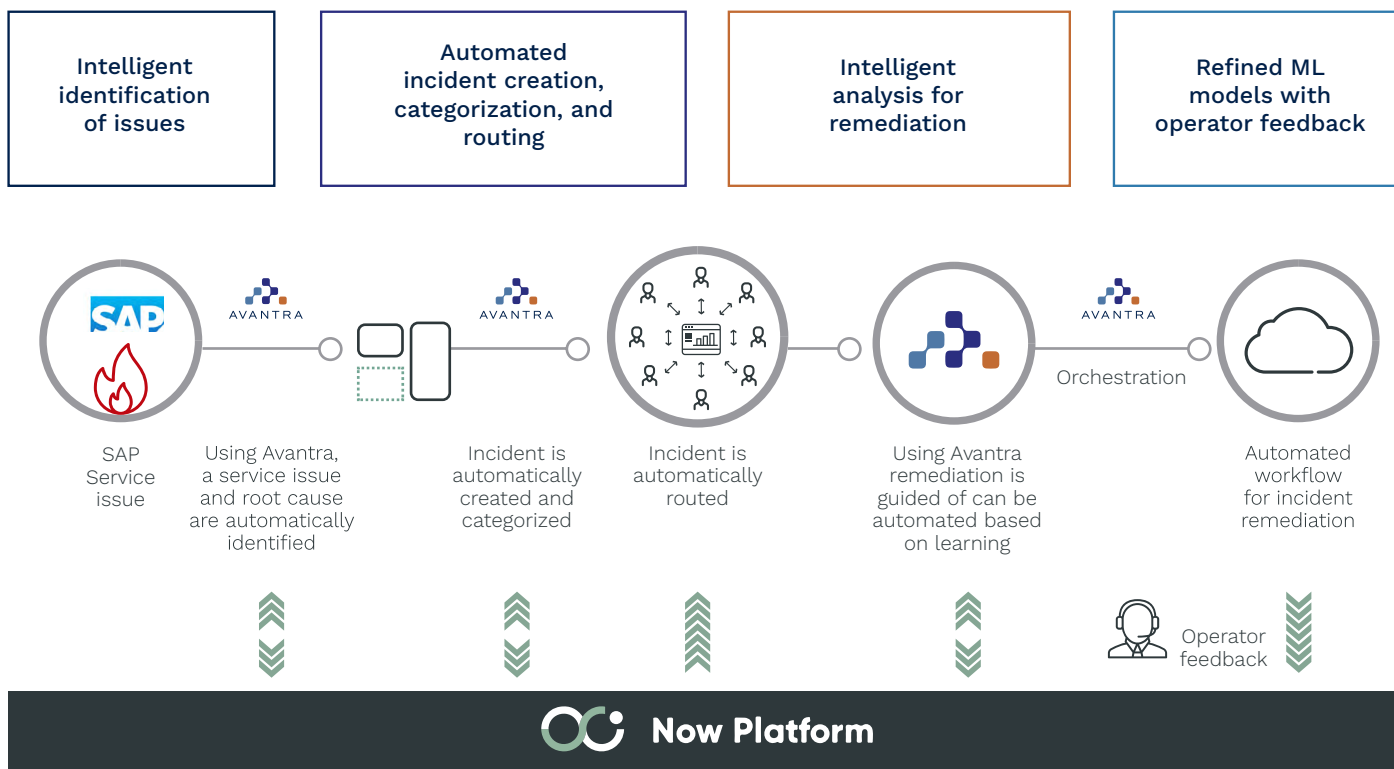 Intelligent
identification
of issues
Automated
incident creation,
categorization, and
routing
Intelligent
analysis for
remediation
Refined ML
models with
operator feedback
SAP
AVANTRA
AVANTRA
AVANTRA
Orchestration
SAP
Service
issue
Using Avantra,
a service issue
and root cause
are automatically
identified
Incident is
automatically
created and
categorized
Incident is
automatically
routed
Using Avantra
remediation is
guided of can be
automated based
on learning
Automated
workflow
for incident
remediation
Operator
feedback
Now Platform